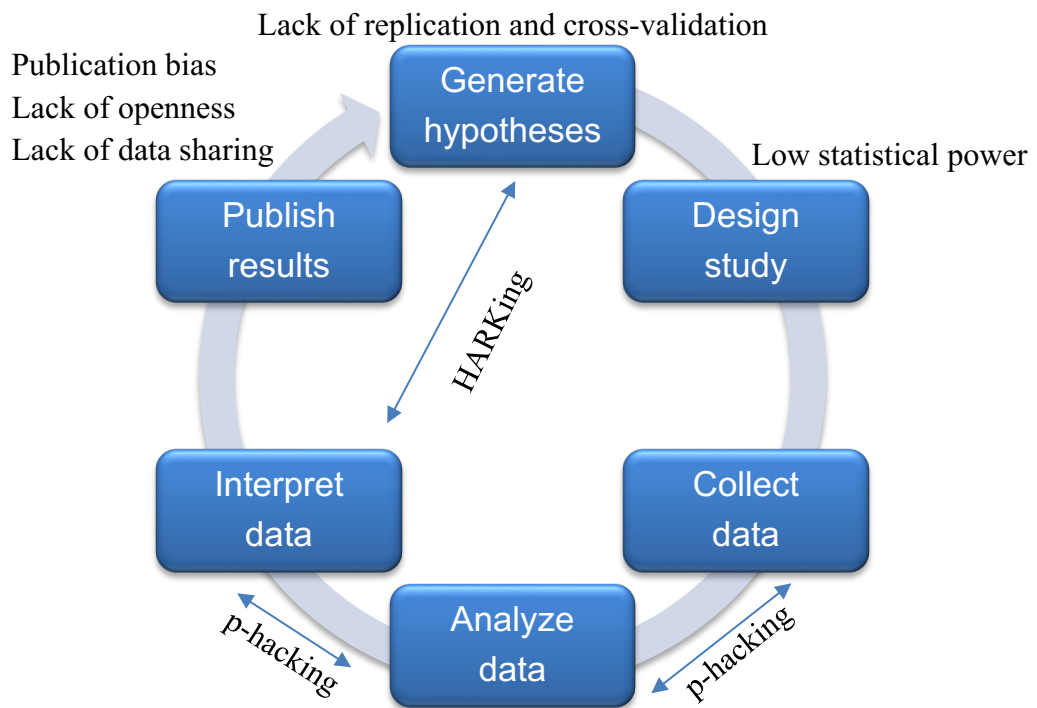 Lack of replication and cross-validation
Publication bias
Lack of openness
Lack of data sharing
Generate
hypotheses
Low statistical power
Publish
results
Design
study
HARKing
Interpret
data
Collect
data
Analyze
data
p-hacking
p-hacking